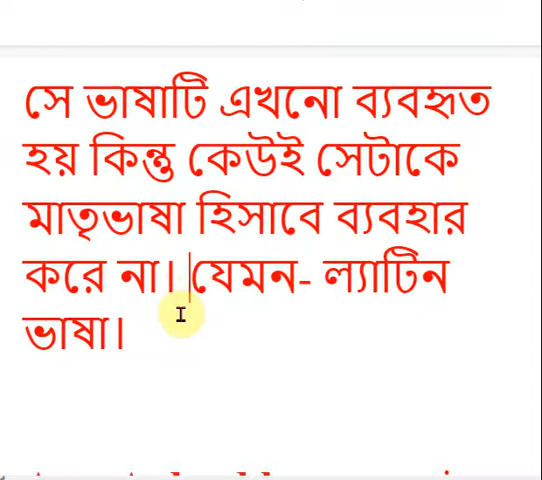 সে ভাষাটি এখনো ব্যবহৃত
হয় কিন্তু কেউই সেটাকে
মাতৃভাষা হিসাবে ব্যবহার
করে না। যেমন- ল্যাটিন
ভাষা।